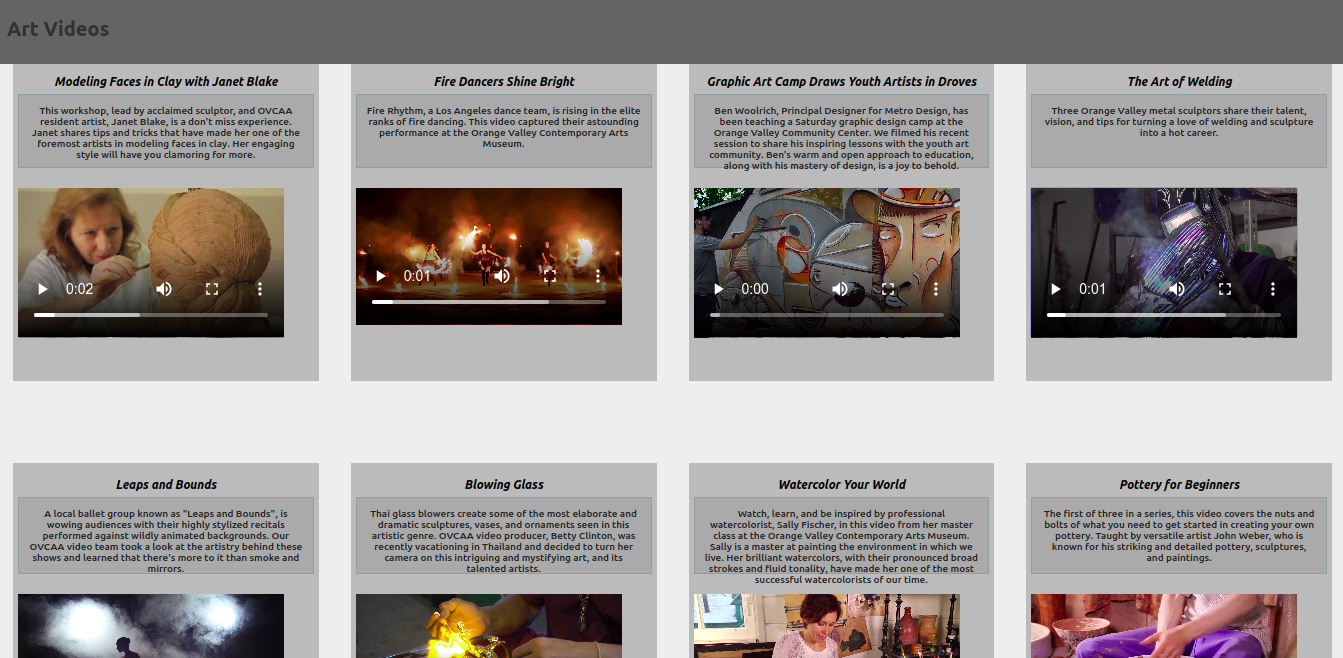 Art Videos
Modeling Faces in Clay with Janet Blake
This workshop, lead by acclaimed sculptor, and OVCAA
resident artist, Janet Blake, is a don't miss experience.
Janet shares tips and tricks that have made her one of the
foremost artists in modeling faces in clay. Her engaging
style will have you clamoring for more.
0:02
Fire Dancers Shine Bright
Fire Rhythm, a Los Angeles dance team, is rising in the elite
ranks of fire dancing. This video captured their astounding
performance at the Orange Valley Contemporary Arts
Museum.
0:01
Graphic Art Camp Draws Youth Artists in Droves
Ben Woolrich, Principal Designer for Metro Design, has
been teaching a Saturday graphic design camp at the
Orange Valley Community Center. We filmed his recent
session to share his inspiring lessons with the youth art
community. Ben's warm and open approach to education,
along with his mastery of design, is a joy to behold.
0:00
The Art of Welding
Three Orange Valley metal sculptors share their talent,
vision, and tips for turning a love of welding and sculpture
into a hot career.
0:01
Leaps and Bounds
A local ballet group known as "Leaps and Bounds", is
wowing audiences with their highly stylized recitals
performed against wildly animated backgrounds. Our
OVCAA video team took a look at the artistry behind these
shows and learned that there's more to it than smoke and
mirrors.
Blowing Glass
Thai glass blowers create some of the most elaborate and
dramatic sculptures, vases, and ornaments seen in this
artistic genre. OVCAA video producer, Betty Clinton, was
recently vacationing in Thailand and decided to turn her
camera on this intriguing and mystifying art, and its
talented artists.
Watercolor Your World
Watch, learn, and be inspired by professional
watercolorist, Sally Fischer, in this video from her master
class at the Orange Valley Contemporary Arts Museum.
Sally is a master at painting the environment in which we
live. Her brilliant watercolors, with their pronounced broad
strokes and fluid tonality, have made her one of the most
successful watercolorists of our time.
Pottery for Beginners
The first of three in a series, this video covers the nuts and
bolts of what you need to get started in creating your own
pottery. Taught by versatile artist John Weber, who is
known for his striking and detailed pottery, sculptures,
and paintings.